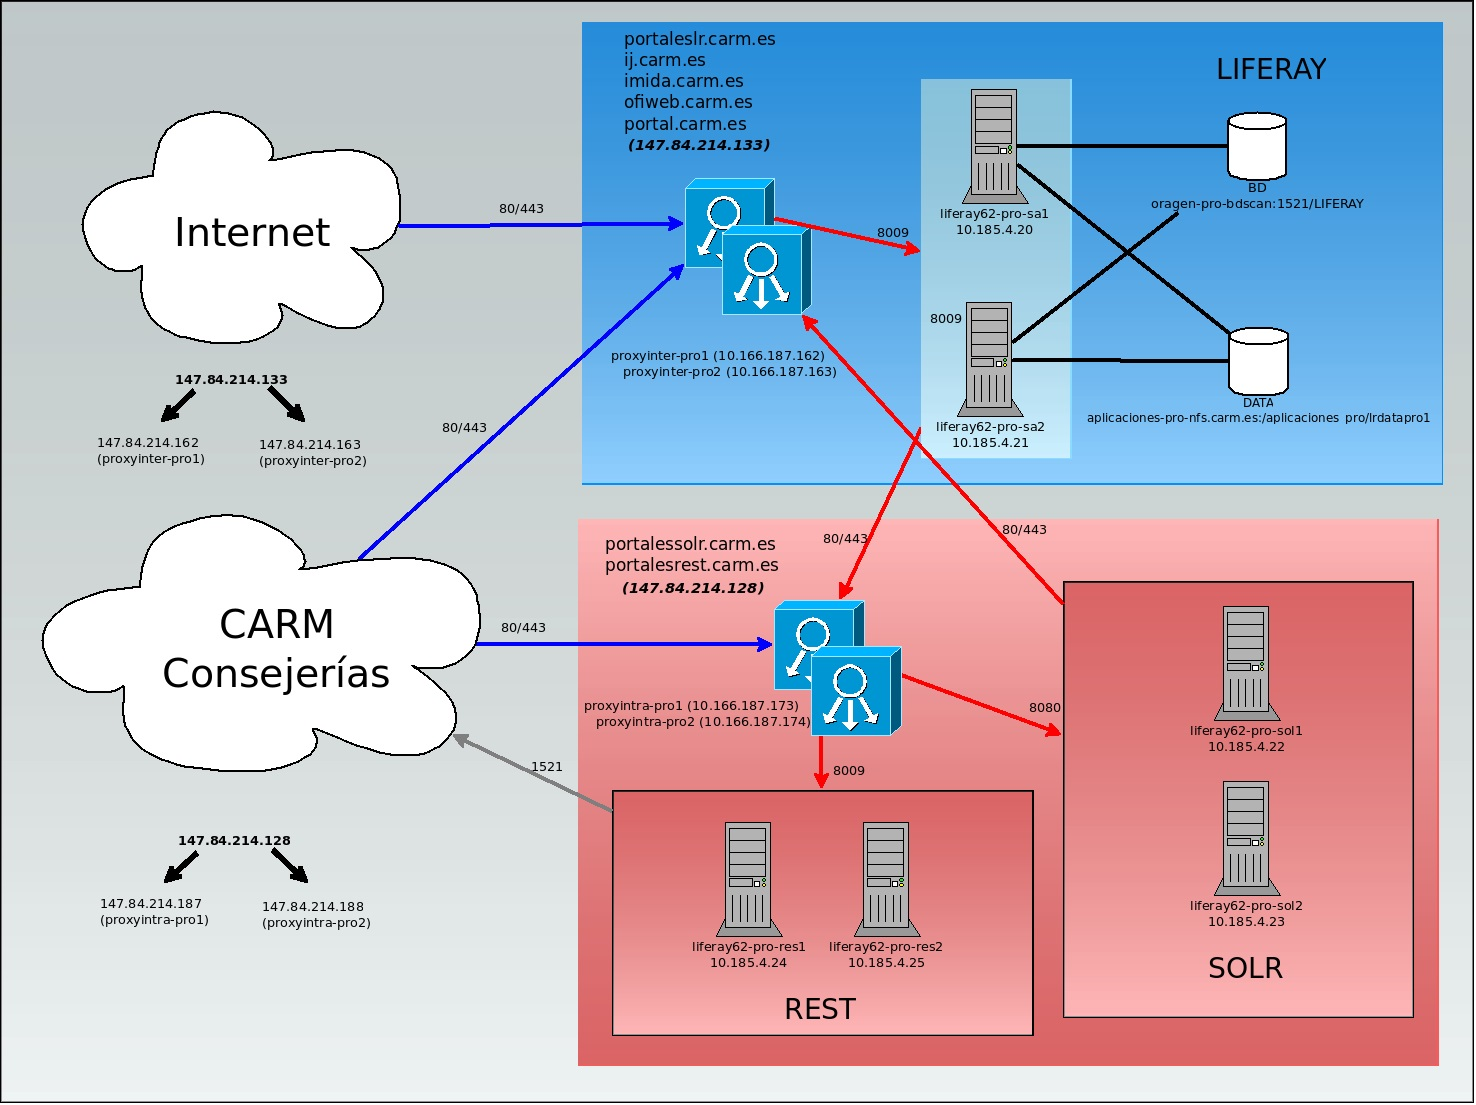 portaleslr.carm.es
ij.carm.es
imida.carm.es
ofiweb.carm.es
portal.carm.es
(147.84.214.133)
LIFERAY
Internet
80/443
8009
liferay62-pro-sa1
10.185.4.20
BD
oragen-pro-bdscan:1521/LIFERAY
8009
proxyinter-pro1 (10.166.187.162)
proxyinter-pro2 (10.166.187.163)
147.84.214.133
147.84.214.162
(proxyinter-pro1)
147.84.214.163
(proxyinter-pro2)
80/443
liferay62-pro-sa2
10.185.4.21
DATA
aplicaciones-pro-nfs.carm.es:/aplicaciones_pro/lrdatapro1
80/443
80/443
portalessolr.carm.es
portalesrest.carm.es
(147.84.214.128)
CARM
Consejerías
80/443
proxyintra-pro1 (10.166.187.173)
proxyintra-pro2 (10.166.187.174)
8080
8009
1521
liferay62-pro-sol1
10.185.4.22
liferay62-pro-sol2
10.185.4.23
SOLR
147.84.214.128
147.84.214.187
(proxyintra-pro1)
147.84.214.188
(proxyintra-pro2)
liferay62-pro-res1
10.185.4.24
liferay62-pro-res2
10.185.4.25
REST